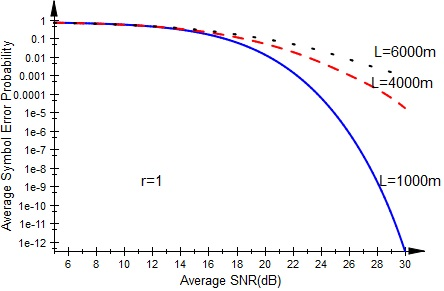 1
0.1
0.01
0.001
0.0001
1e-5
1e-6
1e-7
1e-8
1e-9
1e-10
1e-11
1e-12
Average Symbol Error Probability
L=6000m
L=4000m
L=1000m
r=1
6 8 10 12 14 16 18 20 22 24 26 28 30
Average SNR(dB)